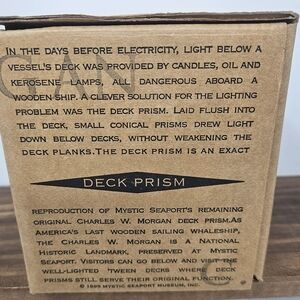 IN THE DAYS BEFORE ELECTRICITY, LIGHT BELOW A
VESSEL'S DECK WAS PROVIDED BY CANDLES, OIL AND
KEROSENE LAMPS, ALL DANGEROUS ABOARD A
WOODEN SHIP. A CLEVER SOLUTION FOR THE LIGHTING
PROBLEM WAS THE DECK PRISM. LAID FLUSH INTO
THE DECK, SMALL CONICAL PRISMS DREW LIGHT
DOWN BELOW DECKS, WITHOUT WEAKENING THE
DECK PLANKS.THE DECK PRISM IS AN EXACT
DECK PRISM
REPRODUCTION OF MYSTIC SEAPORT'S REMAINING
ORIGINAL CHARLES W. MORGAN DECK PRISM.AS
AMERICA'S LAST WOODEN SAILING WHALESHIP,
THE CHARLES W. MORGAN IS A NATIONAL
HISTORIC LANDMARK, PRESERVED AT MYSTIC
SEAPORT. VISITORS CAN GO BELOW AND VISIT THE
WELL-LIGHTED 'TWEEN DECKS WHERE DECK
PRISMS STILL SERVE THEIR ORIGINAL FUNCTION.
© 1995 MYSTIC SEAPORT MUSEUM, INC.